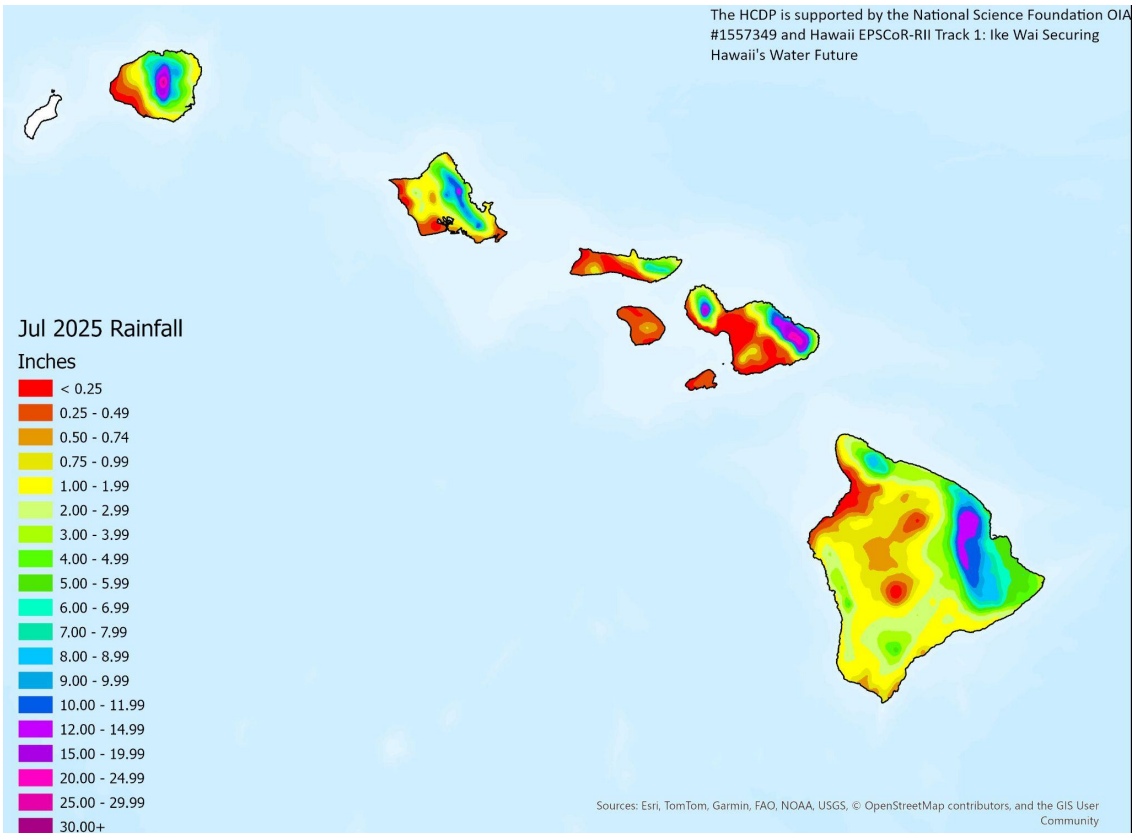 The HCDP is supported by the National Science Foundation OIA
#1557349 and Hawaii EPSCoR-RII Track 1: Ike Wai Securing
Hawaii's Water Future
Jul 2025 Rainfall
Inches
< 0.25
0.25 - 0.49
0.50 - 0.74
0.75 - 0.99
1.00 - 1.99
2.00 - 2.99
3.00 - 3.99
4.00 - 4.99
5.00 - 5.99
6.00 - 6.99
7.00 - 7.99
8.00 - 8.99
9.00 - 9.99
10.00 - 11.99
12.00 - 14.99
15.00 - 19.99
20.00 - 24.99
25.00 - 29.99
30.00+
Sources: Esri, TomTom, Garmin, FAO, NOAA, USGS, © OpenStreetMap contributors, and the GIS User
Community